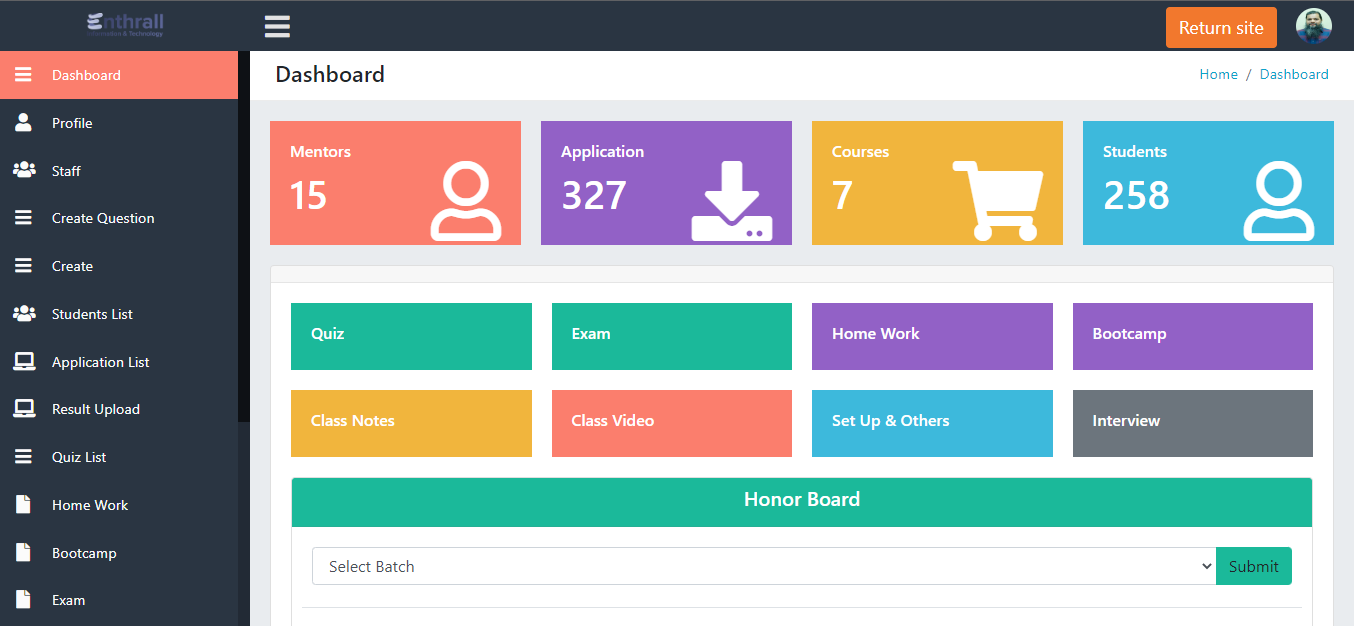 Enthrall
Information & Technology
Return site
Dashboard
Profile
Staff
Create Question
Create
Students List
Application List
Result Upload
Quiz List
Home Work
Bootcamp
Exam
Dashboard
Home / Dashboard
Mentors
15
Application
327
Courses
7
Students
258
Quiz
Exam
Home Work
Bootcamp
Class Notes
Class Video
Set Up & Others
Interview
Honor Board
Select Batch
Submit